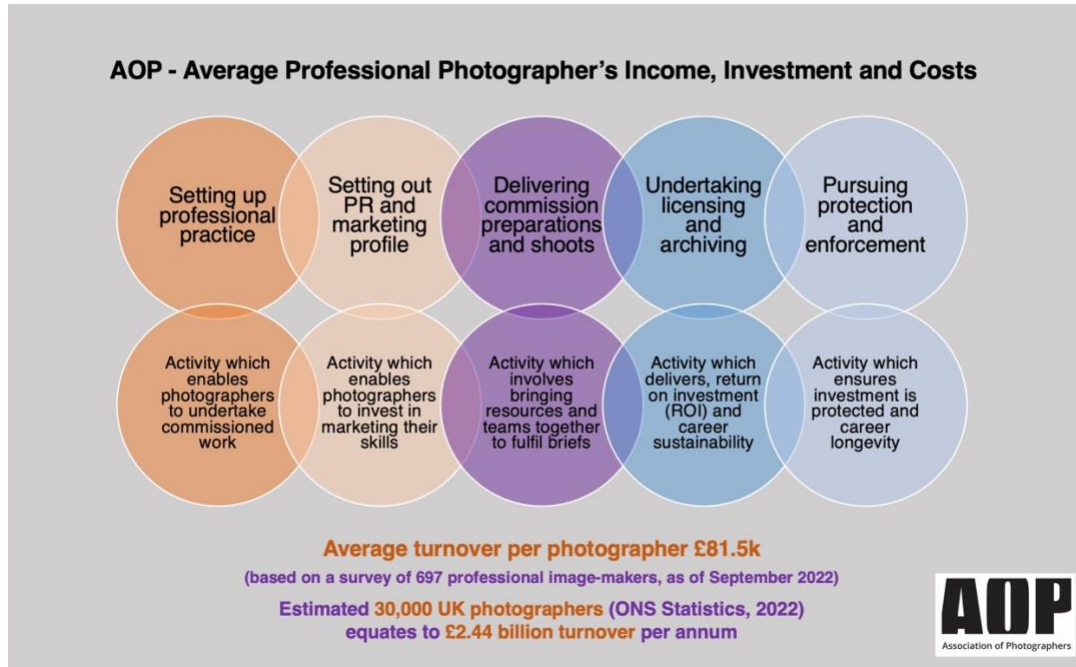 AOP - Average Professional Photographer's Income, Investment and Costs
Setting up
professional
practice
Setting out
PR and
marketing
profile
Delivering
commission
preparations
and shoots
Undertaking
licensing
and
archiving
Pursuing
protection
and
enforcement
Activity which
enables
photographers
to undertake
commissioned
work
Activity which
enables
photographers
to invest in
marketing their
skills
Activity which
involves
bringing
resources and
teams together
to fulfil briefs
Activity which
delivers, return
on investment
(ROI) and
career
sustainability
Activity which
ensures
investment is
protected and
career
longevity
Average turnover per photographer £81.5k
(based on a survey of 697 professional image-makers, as of September 2022)
Estimated 30,000 UK photographers (ONS Statistics, 2022)
equates to £2.44 billion turnover per annum
AOP
Association of Photographers